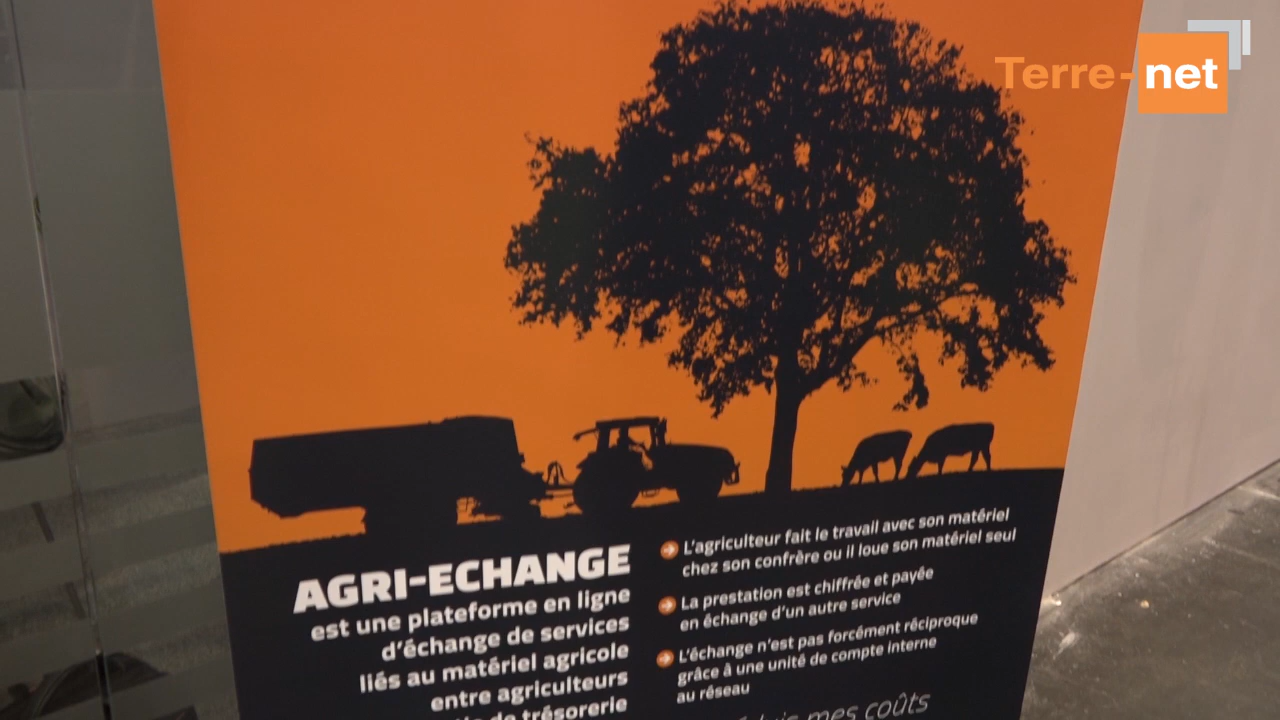 Terre-net
AGRI-ECHANGE
est une plateforme en ligne
d'échange de services
liés au matériel agricole
entre agriculteurs
de trésorerie
L'agriculteur fait le travail avec son matériel
chez son confrère ou il loue son matériel seul
La prestation est chiffrée et payée
en échange d'un autre service
L'échange n'est pas forcément réciproque
grâce à une unité de compte interne
au réseau
mes coûts